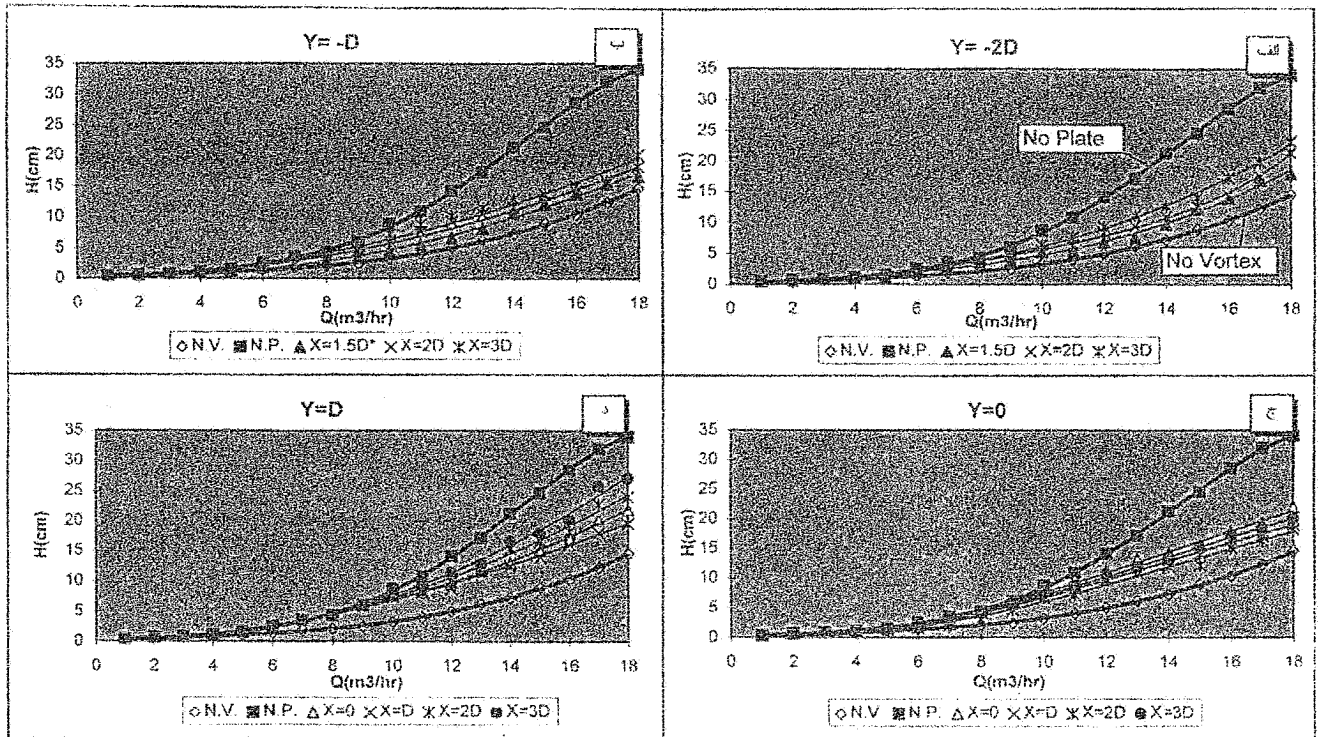 Y= -2D
الف
H(cm)
35
30
25
20
15
10
5
0
No Plate
No Vortex
0 2 4 6 8 10 12 14 16 18
Q(m3/hr)
N.V. N.P. X=1.5D X=2D X=3D
Y= -D
ب
H(cm)
35
30
25
20
15
10
5
0
0 2 4 6 8 10 12 14 16 18
Q(m3/hr)
N.V. N.P. X=1.5D* X=2D X=3D
Y=0
ج
H(cm)
35
30
25
20
15
10
5
0
0 2 4 6 8 10 12 14 16 18
Q(m3/hr)
N.V. N.P. X=0 X=D X=2D X=3D
Y=D
د
H(cm)
35
30
25
20
15
10
5
0
0 2 4 6 8 10 12 14 16 18
Q(m3/hr)
N.V. N.P. X=0 X=D X=2D X=3D